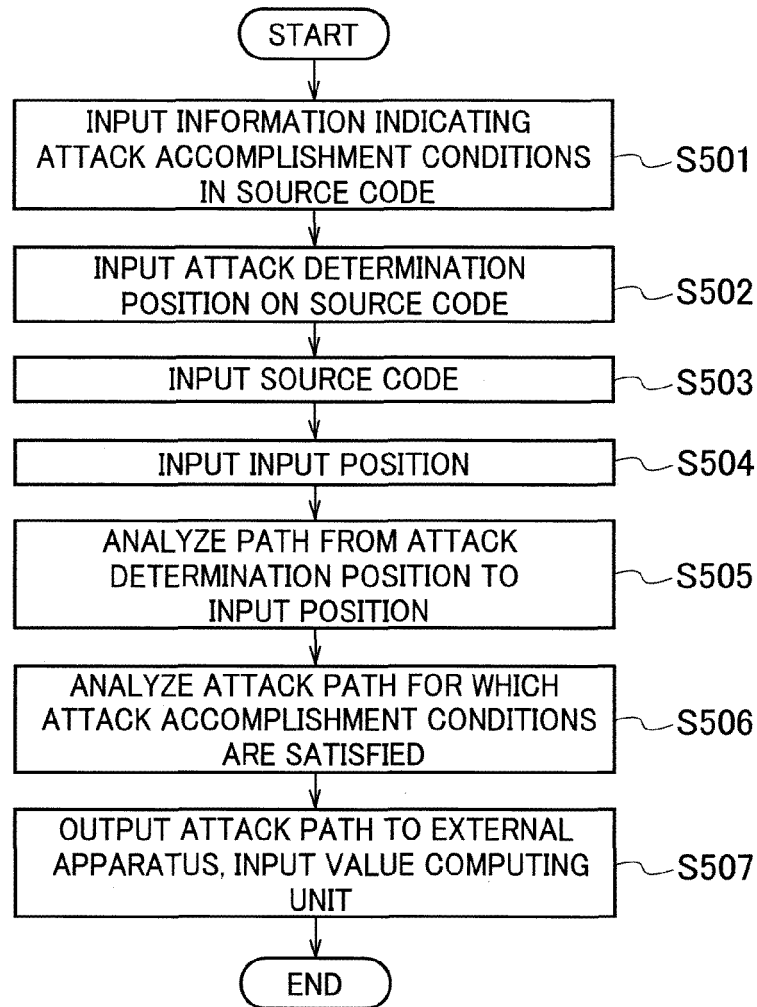 START
INPUT INFORMATION INDICATING
ATTACK ACCOMPLISHMENT CONDITIONS
IN SOURCE CODE
S501
INPUT ATTACK DETERMINATION
POSITION ON SOURCE CODE
S502
INPUT SOURCE CODE
S503
INPUT INPUT POSITION
S504
ANALYZE PATH FROM ATTACK
DETERMINATION POSITION TO
INPUT POSITION
S505
ANALYZE ATTACK PATH FOR WHICH
ATTACK ACCOMPLISHMENT CONDITIONS
ARE SATISFIED
S506
OUTPUT ATTACK PATH TO EXTERNAL
APPARATUS, INPUT VALUE COMPUTING
UNIT
S507
END